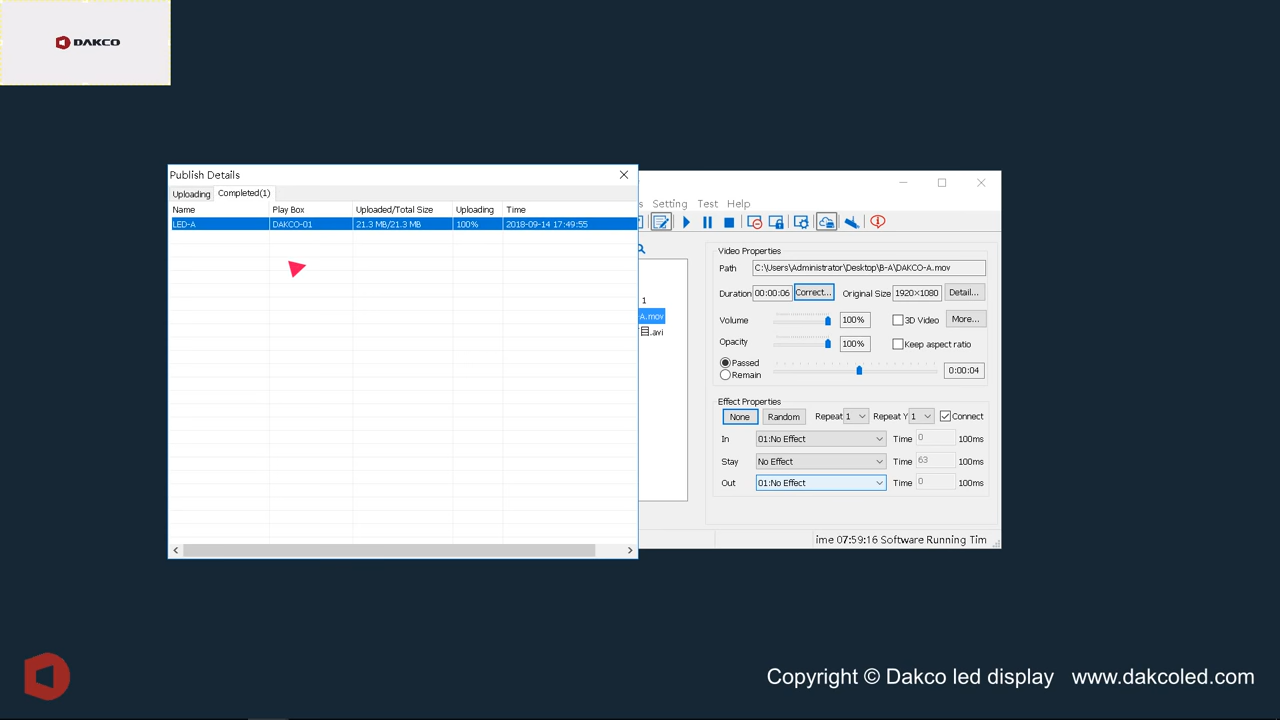 DAKCO
Publish Details
Uploading Completed(1)
Name Play Box Uploaded/Total Size Uploading Time
LED-A DAKCO-01 21.3 MB/21.3 MB 100% 2018-09-14 17:49:55
Setting Test Help
1
A.mov
.avi
Video Properties
Path C:\Users\Administrator\Desktop\B-A\DAKCO-A.mov
Duration 00:00:06 Correct... Original Size 1920×1080 Detail...
Volume 100% 3D Video More...
Opacity 100% Keep aspect ratio
Passed
Remain 0:00:04
Effect Properties
None Random Repeat 1 Repeat Y 1 Connect
In 01:No Effect Time 0 100ms
Stay No Effect Time 63 100ms
Out 01:No Effect Time 0 100ms
ime 07:59:16 Software Running Tim
Copyright © Dakco led display www.dakcoled.com